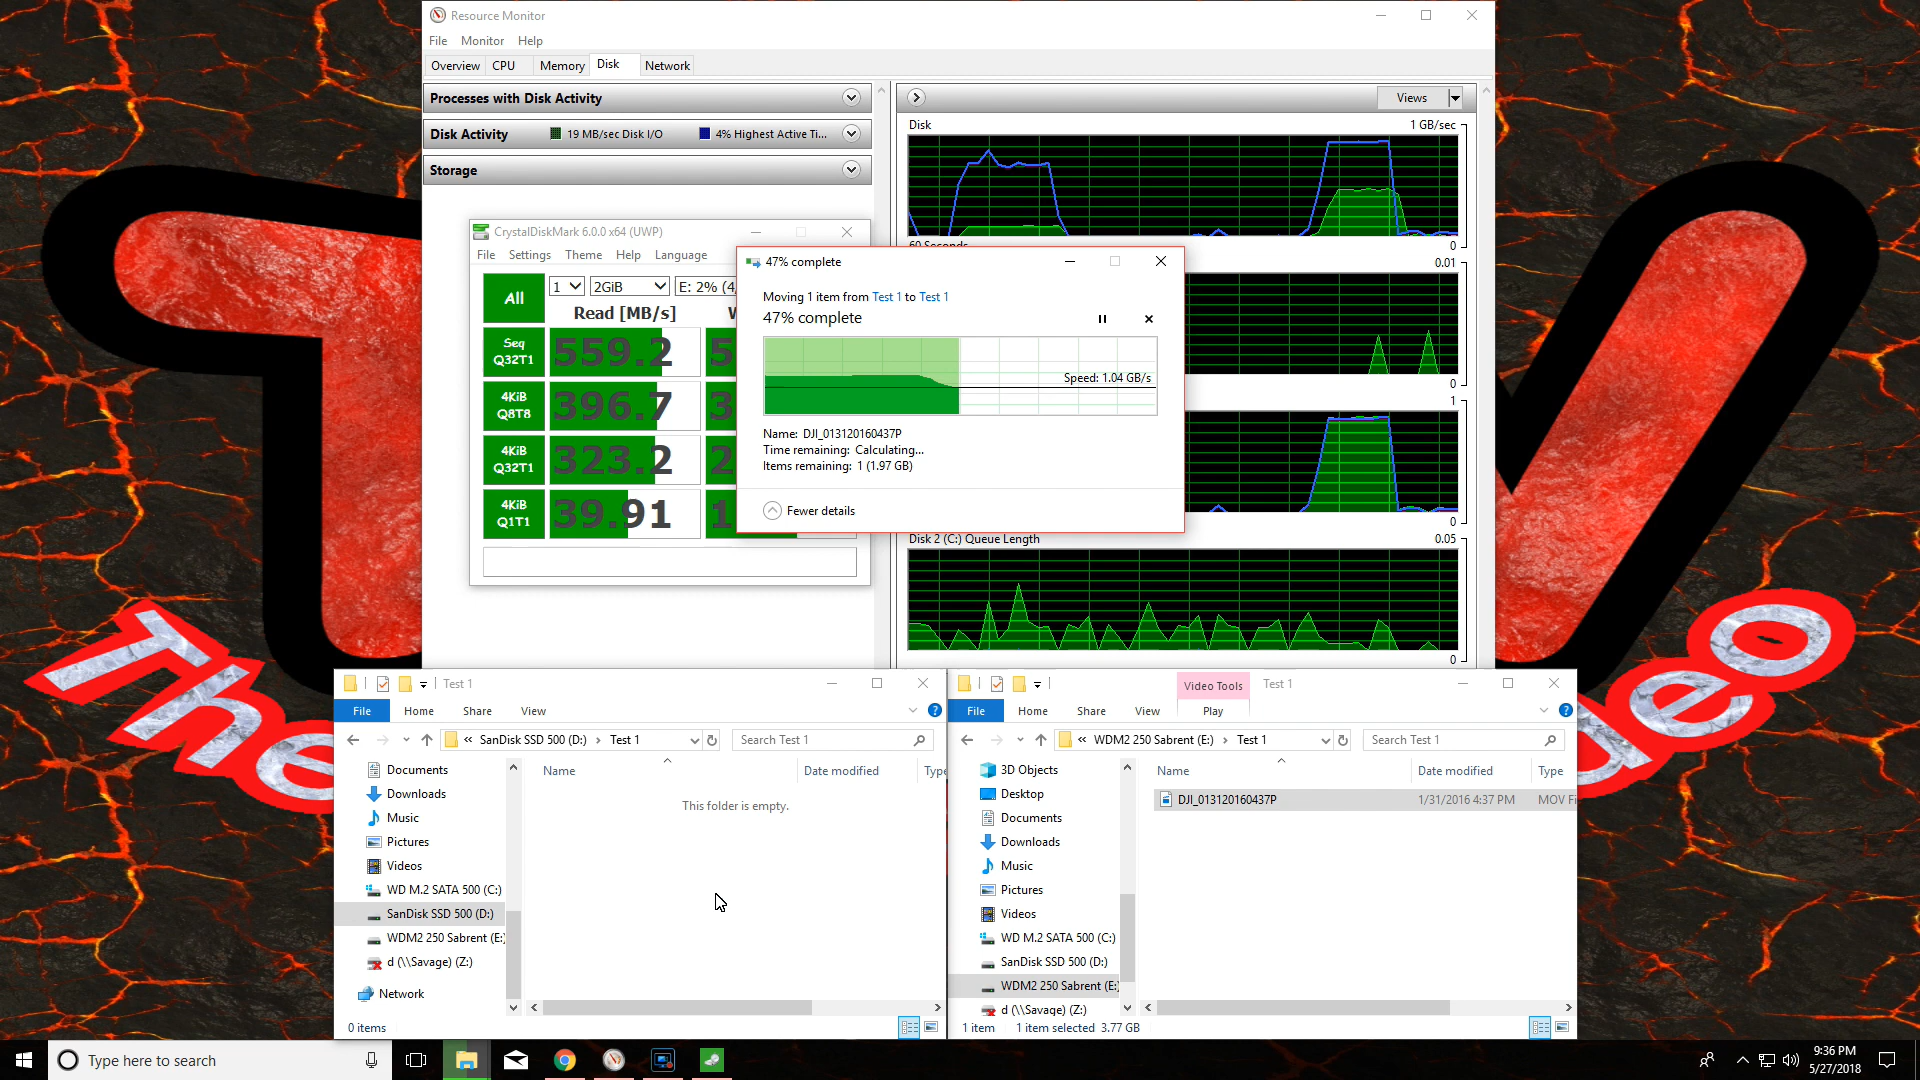 Resource Monitor
File Monitor Help
Overview CPU Memory Disk Network
Processes with Disk Activity
Disk Activity 19 MB/sec Disk I/O 4% Highest Active Ti...
Storage
Views
Disk 1 GB/sec
0
60 Seconds
0.01
0
1
0
Disk 2 (C:) Queue Length 0.05
0
CrystalDiskMark 6.0.0 x64 (UWP)
File Settings Theme Help Language
All 1 2GiB E: 2% (4/
Read [MB/s] W
Seq
Q32T1 559.2 5
4KiB
Q8T8 396.7 3
4KiB
Q32T1 323.2 2
4KiB
Q1T1 39.91 1
47% complete
Moving 1 item from Test 1 to Test 1
47% complete
Speed: 1.04 GB/s
Name: DJI_013120160437P
Time remaining: Calculating...
Items remaining: 1 (1.97 GB)
Fewer details
The
eo
Test 1
File Home Share View
« SanDisk SSD 500 (D:) › Test 1 Search Test 1
Name Date modified Type
This folder is empty.
Documents
Downloads
Music
Pictures
Videos
WD M.2 SATA 500 (C:)
SanDisk SSD 500 (D:)
WDM2 250 Sabrent (E:)
d (\\Savage) (Z:)
Network
0 items
Video Tools Test 1
File Home Share View Play
« WDM2 250 Sabrent (E:) › Test 1 Search Test 1
Name Date modified Type
DJI_013120160437P 1/31/2016 4:37 PM MOV Fi
3D Objects
Desktop
Documents
Downloads
Music
Pictures
Videos
WD M.2 SATA 500 (C:)
SanDisk SSD 500 (D:)
WDM2 250 Sabrent (E:)
d (\\Savage) (Z:)
1 item 1 item selected 3.77 GB
Type here to search
9:36 PM
5/27/2018